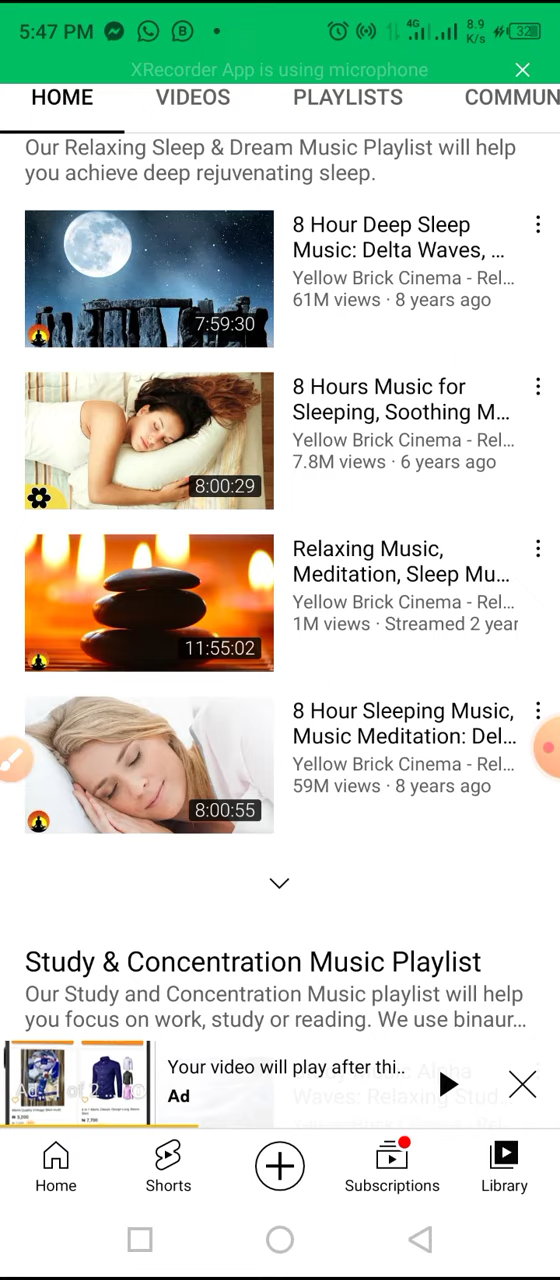 5:47 PM
B
4G
8.9
K/s
32
XRecorder App is using microphone
HOME
VIDEOS
PLAYLISTS
COMMUN
Our Relaxing Sleep & Dream Music Playlist will help
you achieve deep rejuvenating sleep.
7:59:30
8 Hour Deep Sleep
Music: Delta Waves, ...
Yellow Brick Cinema - Rel...
61M views · 8 years ago
8:00:29
8 Hours Music for
Sleeping, Soothing M...
Yellow Brick Cinema - Rel...
7.8M views · 6 years ago
11:55:02
Relaxing Music,
Meditation, Sleep Mu...
Yellow Brick Cinema - Rel...
1M views · Streamed 2 year
8:00:55
8 Hour Sleeping Music,
Music Meditation: Del...
Yellow Brick Cinema - Rel...
59M views · 8 years ago
Study & Concentration Music Playlist
Our Study and Concentration Music playlist will help
you focus on work, study or reading. We use binaur...
Your video will play after thi..
Ad
Home
Shorts
Subscriptions
Library